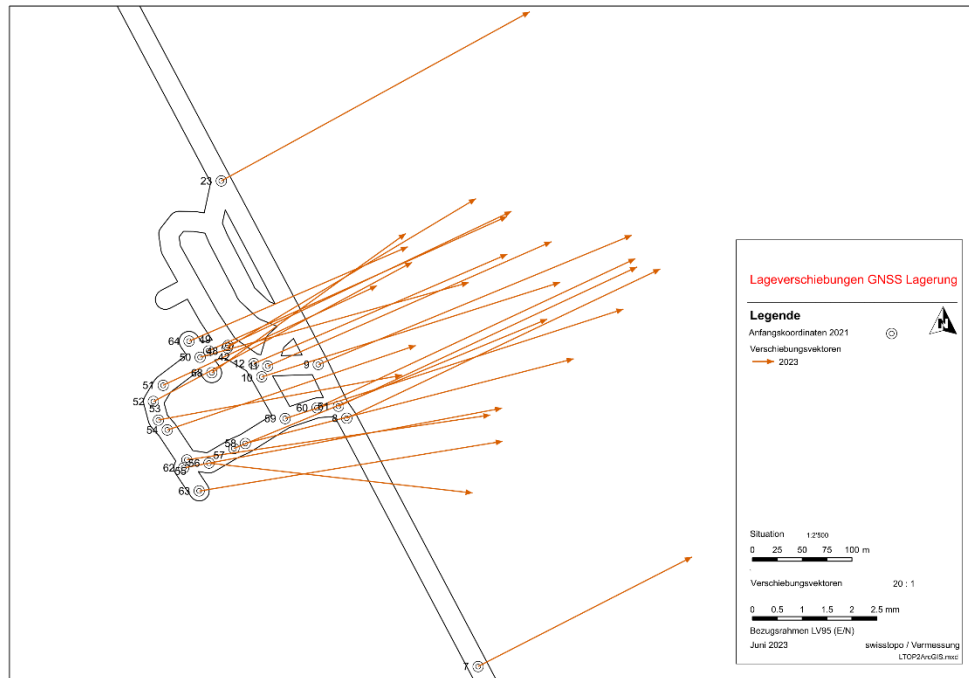 23
64
49
48
50
42
12
11
9
68
10
51
52
53
60
61
54
59
8
58
57
56
62
55
63
7
Lageverschiebungen GNSS Lagerung
Legende
N
Anfangskoordinaten 2021
Verschiebungsvektoren
2023
Situation 1:2'500
0 25 50 75 100 m
Verschiebungsvektoren 20 : 1
0 0.5 1 1.5 2 2.5 mm
Bezugsrahmen LV95 (E/N)
Juni 2023 swisstopo / Vermessung
LTOP2ArcGIS.mxd